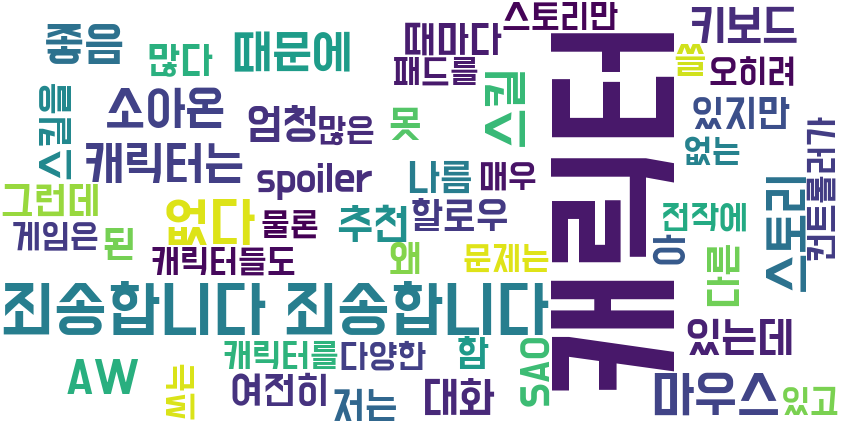 스토리만
좋음
많다
때문에
때마다
패드를
키보드
쓸
오히려
스킬을
소아온
엄청
많은
못
스킬
캐릭터
있지만
없는
컨트롤러가
캐릭터는
spoiler
나름
매우
그런데
없다
물론
추천
할로우
전작에
스토리
게임은
된
캐릭터들도
왜
문제는
아
다른
죄송합니다 죄송합니다
있는데
캐릭터를
다양한
함
SAO
AW
뉴비
여전히
저는
대화
마우스
있고